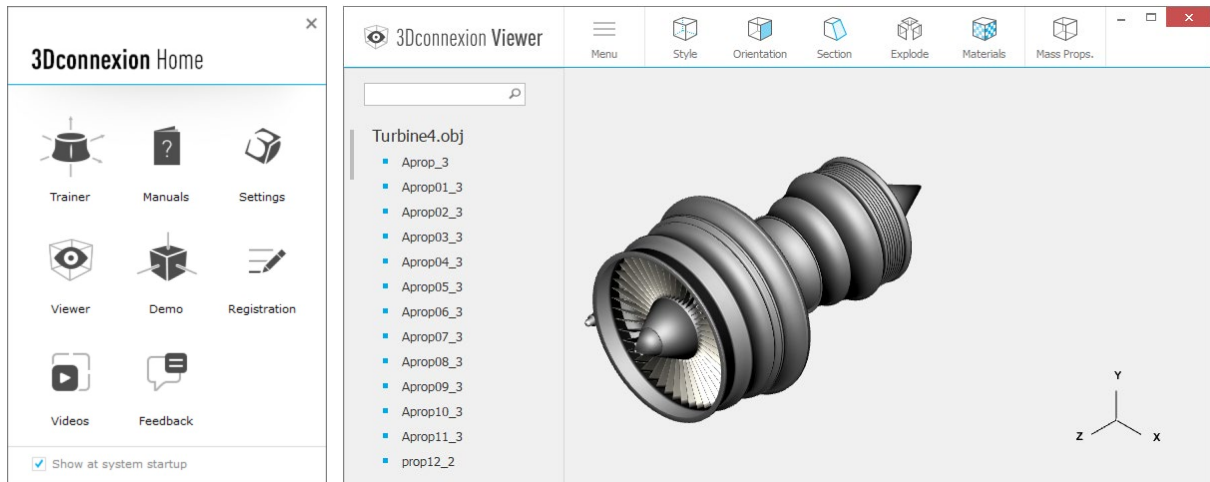 3Dconnexion Home
Trainer
Manuals
Settings
Viewer
Demo
Registration
Videos
Feedback
Show at system startup
3Dconnexion Viewer
Menu
Style
Orientation
Section
Explode
Materials
Mass Props.
Turbine4.obj
Aprop_3
Aprop01_3
Aprop02_3
Aprop03_3
Aprop04_3
Aprop05_3
Aprop06_3
Aprop07_3
Aprop08_3
Aprop09_3
Aprop10_3
Aprop11_3
prop12_2
Y
Z
X